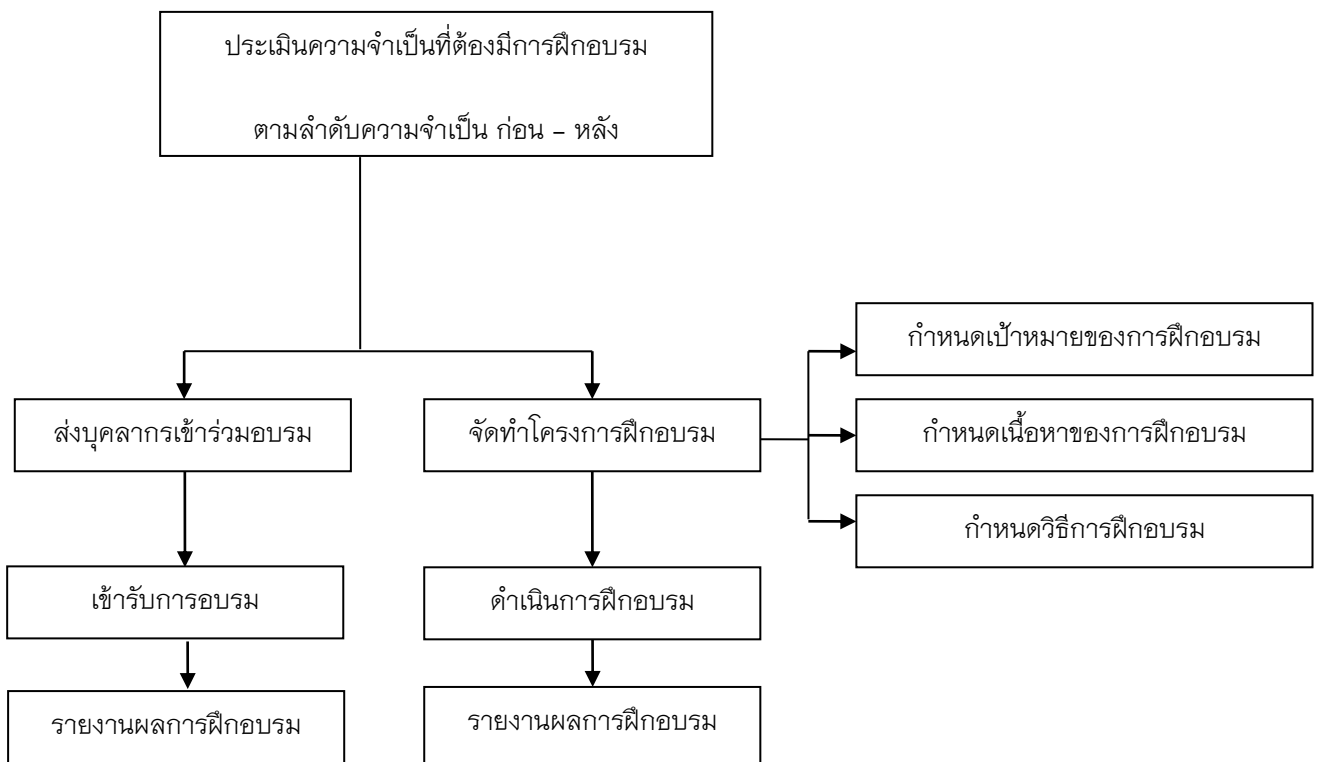 ประเมินความจำเป็นที่ต้องมีการฝึกอบรม
ตามลำดับความจำเป็น ก่อน – หลัง
กำหนดเป้าหมายของการฝึกอบรม
ส่งบุคลากรเข้าร่วมอบรม
จัดทำโครงการฝึกอบรม
กำหนดเนื้อหาของการฝึกอบรม
กำหนดวิธีการฝึกอบรม
เข้ารับการอบรม
ดำเนินการฝึกอบรม
รายงานผลการฝึกอบรม
รายงานผลการฝึกอบรม